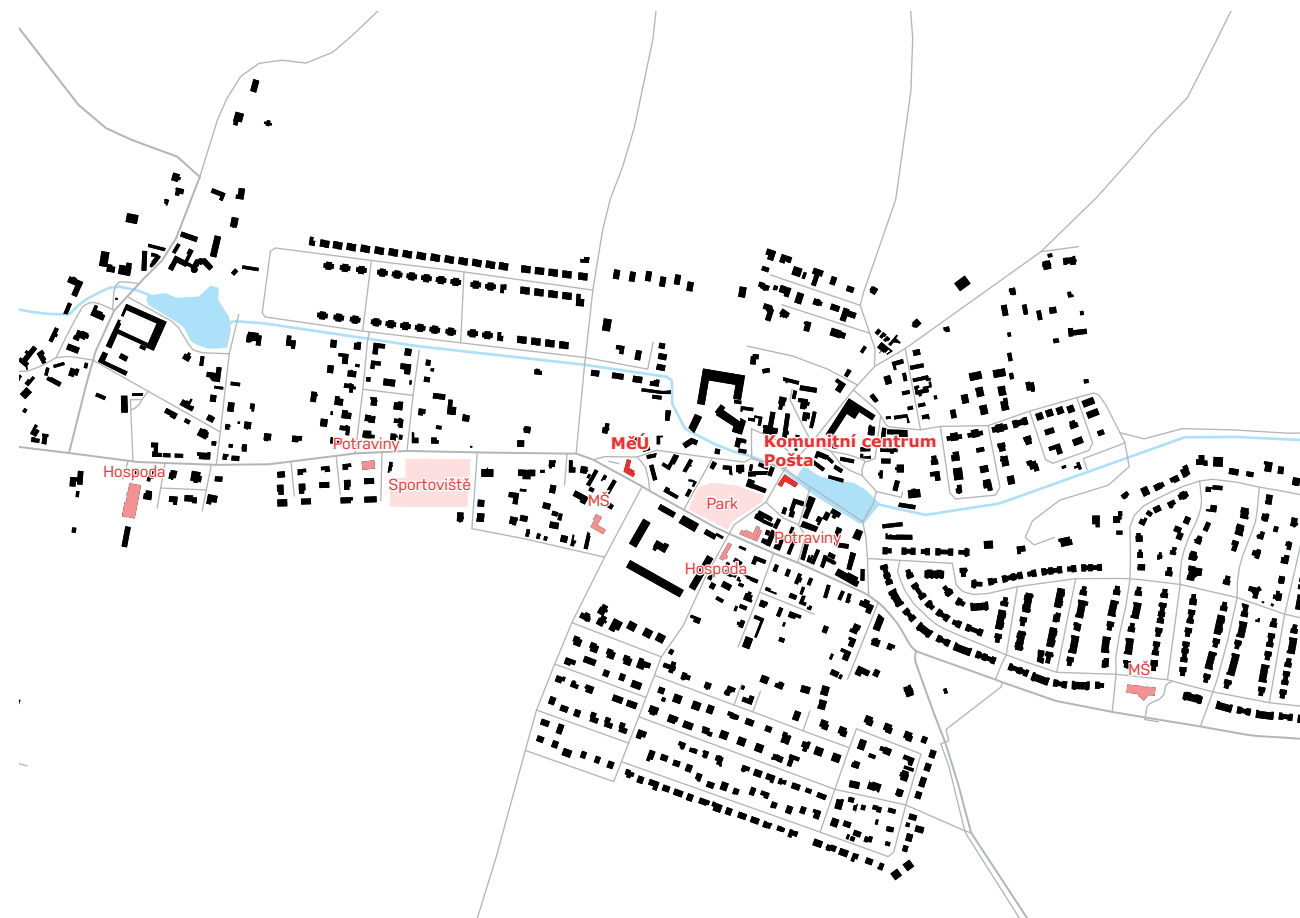 MěÚ
Komunitní centrum
Pošta
Potraviny
Hospoda
Sportoviště
MŠ
Park
Potraviny
Hospoda
MŠ